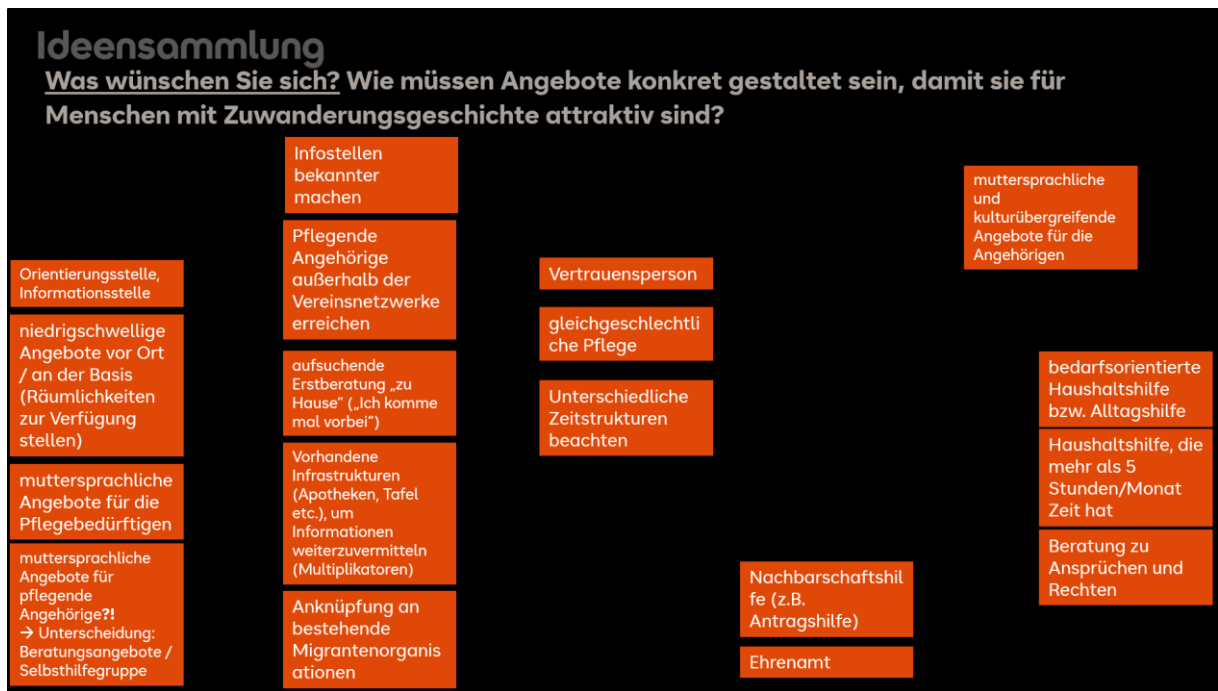 Ideensammlung
Was wünschen Sie sich? Wie müssen Angebote konkret gestaltet sein, damit sie für
Menschen mit Zuwanderungsgeschichte attraktiv sind?
Orientierungsstelle,
Informationsstelle
niedrigschwellige
Angebote vor Ort
/ an der Basis
(Räumlichkeiten
zur Verfügung
stellen)
muttersprachliche
Angebote für die
Pflegebedürftigen
muttersprachliche
Angebote für
pflegende
Angehörige?!
→ Unterscheidung:
Beratungsangebote /
Selbsthilfegruppe
Infostellen
bekannter
machen
Pflegende
Angehörige
außerhalb der
Vereinsnetzwerke
erreichen
aufsuchende
Erstberatung „zu
Hause“ („Ich komme
mal vorbei“)
Vorhandene
Infrastrukturen
(Apotheken, Tafel
etc.), um
Informationen
weiterzuvermitteln
(Multiplikatoren)
Anknüpfung an
bestehende
Migrantenorganis
ationen
Vertrauensperson
gleichgeschlechtli
che Pflege
Unterschiedliche
Zeitstrukturen
beachten
Nachbarschaftshil
fe (z.B.
Antragshilfe)
Ehrenamt
muttersprachliche
und
kulturübergreifende
Angebote für die
Angehörigen
bedarfsorientierte
Haushaltshilfe
bzw. Alltagshilfe
Haushaltshilfe, die
mehr als 5
Stunden/Monat
Zeit hat
Beratung zu
Ansprüchen und
Rechten